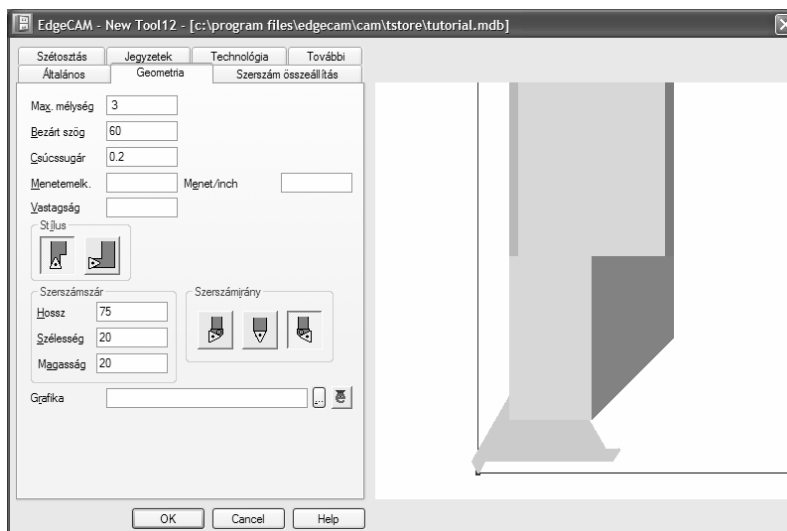 EdgeCAM - New Tool12 - [c:\program files\edgecam\cam\tstore\tutorial.mdb]
Szétosztás Jegyzetek Technológia További
Általános Geometria Szerszám összeállítás
Max. mélység 3
Bezárt szög 60
Csúcssugár 0.2
Menetemelk. Menet/inch
Vastagság
Stílus
Szerszámszár Szerszámirány
Hossz 75
Szélesség 20
Magasság 20
Grafika ...
OK Cancel Help